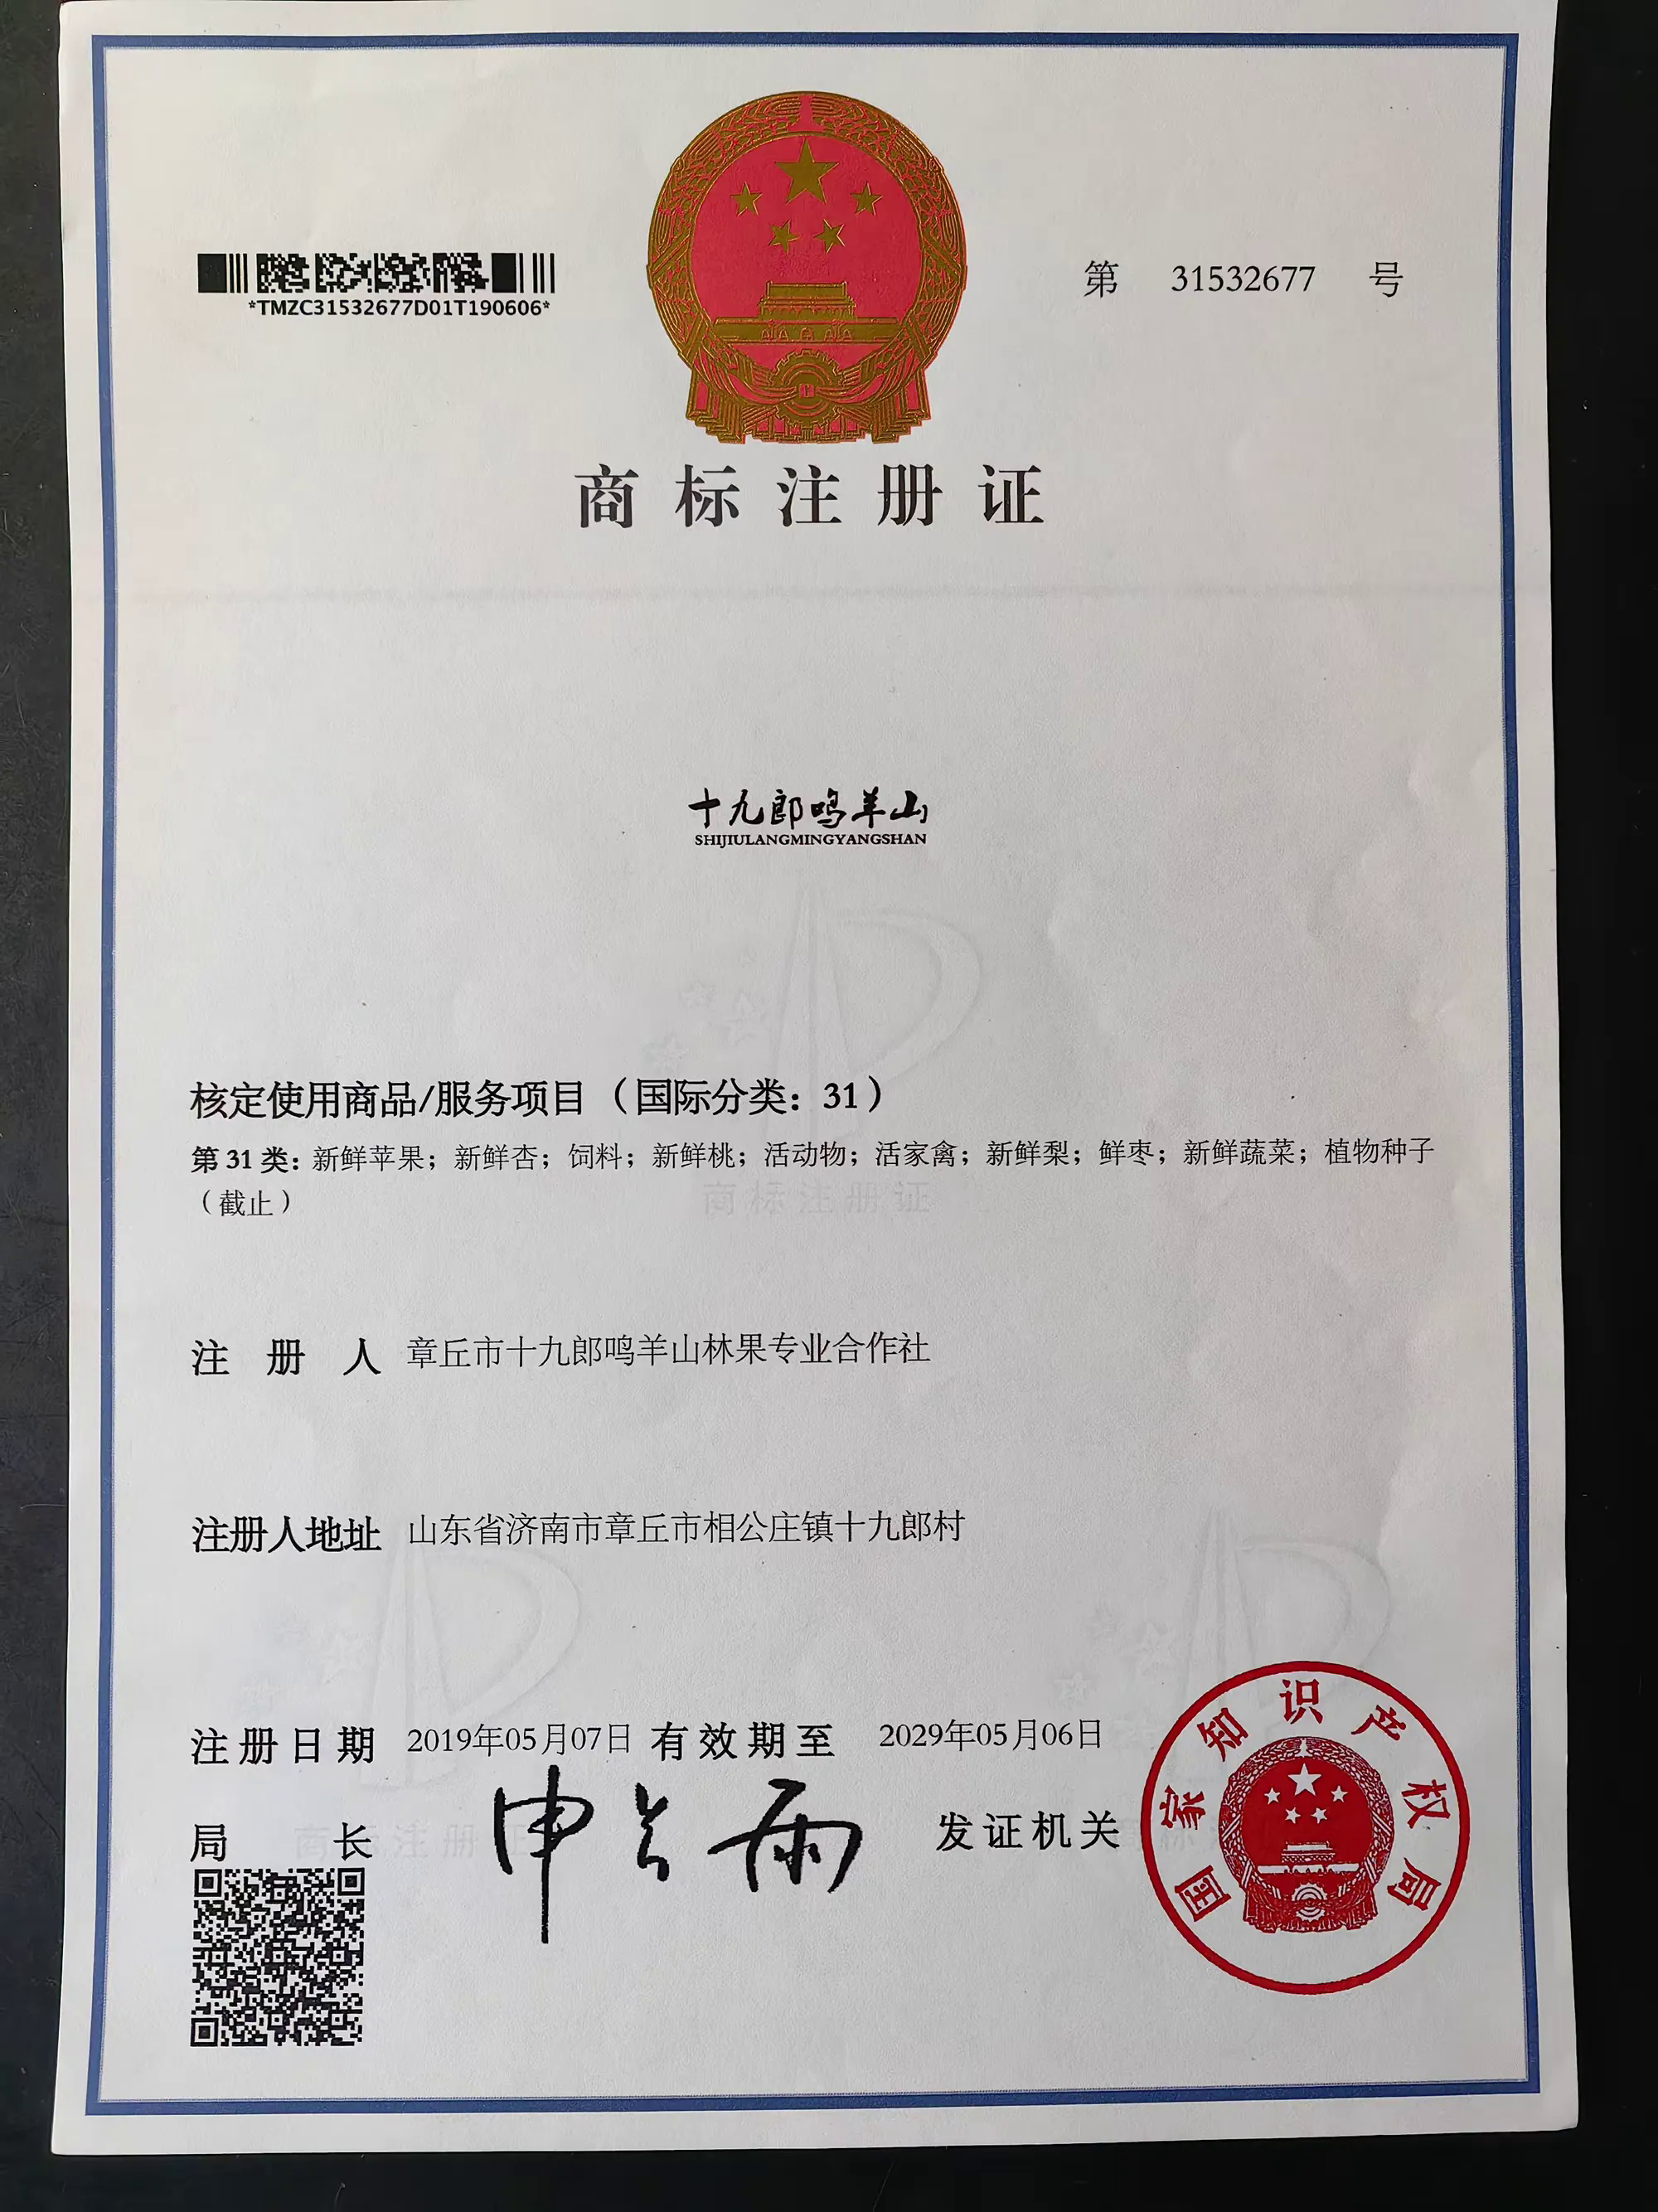 *TMZC31532677D01T190606*
第 31532677 号
商标注册证
十九郎鸣羊山
SHIJIULANGMINGYANGSHAN
核定使用商品/服务项目（国际分类：31）
第31类：新鲜苹果；新鲜杏；饲料；新鲜桃；活动物；活家禽；新鲜梨；鲜枣；新鲜蔬菜；植物种子
（截止）
商标注册证
注册人 章丘市十九郎鸣羊山林果专业合作社
注册人地址 山东省济南市章丘市相公庄镇十九郎村
注册日期 2019年05月07日 有效期至 2029年05月06日
局长 申长雨 发证机关
商标注册证
国家知识产权局